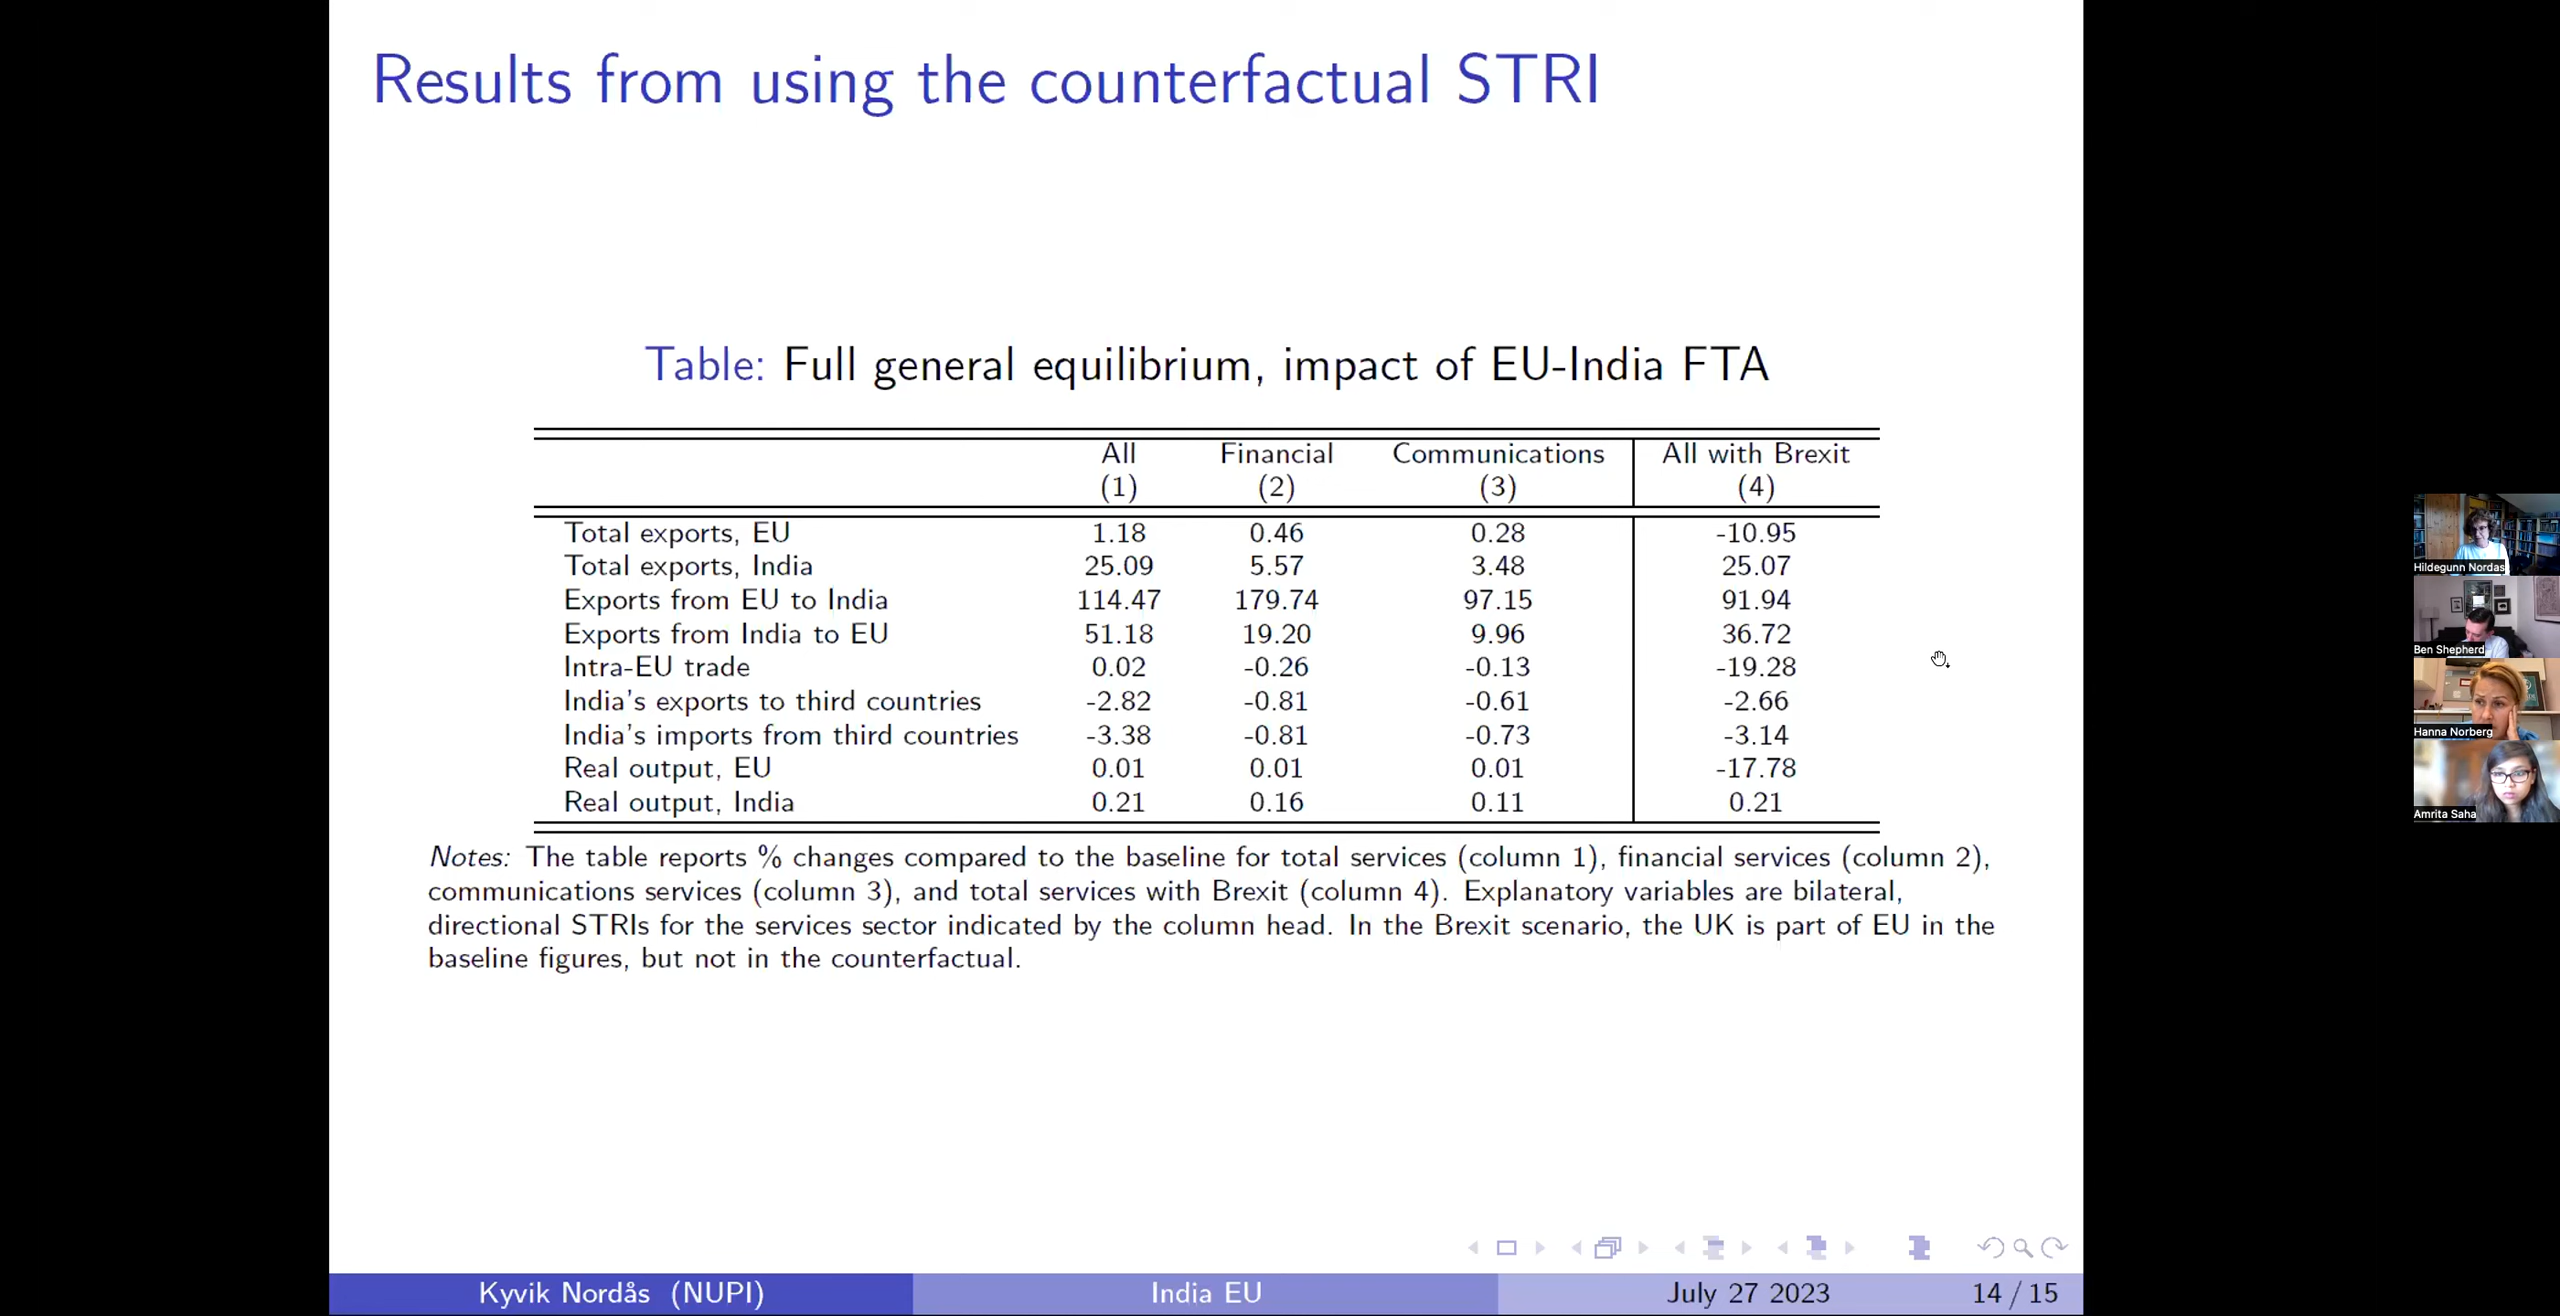 Results from using the counterfactual STRI
Table: Full general equilibrium, impact of EU-India FTA
All Financial Communications All with Brexit
(1) (2) (3) (4)
Total exports, EU 1.18 0.46 0.28 -10.95
Total exports, India 25.09 5.57 3.48 25.07
Exports from EU to India 114.47 179.74 97.15 91.94
Exports from India to EU 51.18 19.20 9.96 36.72
Intra-EU trade 0.02 -0.26 -0.13 -19.28
India's exports to third countries -2.82 -0.81 -0.61 -2.66
India's imports from third countries -3.38 -0.81 -0.73 -3.14
Real output, EU 0.01 0.01 0.01 -17.78
Real output, India 0.21 0.16 0.11 0.21
Notes: The table reports % changes compared to the baseline for total services (column 1), financial services (column 2),
communications services (column 3), and total services with Brexit (column 4). Explanatory variables are bilateral,
directional STRIs for the services sector indicated by the column head. In the Brexit scenario, the UK is part of EU in the
baseline figures, but not in the counterfactual.
Kyvik Nordås (NUPI) India EU July 27 2023 14 / 15
Hildegunn Nordas
Ben Shepherd
Hanna Norberg
Amrita Saha